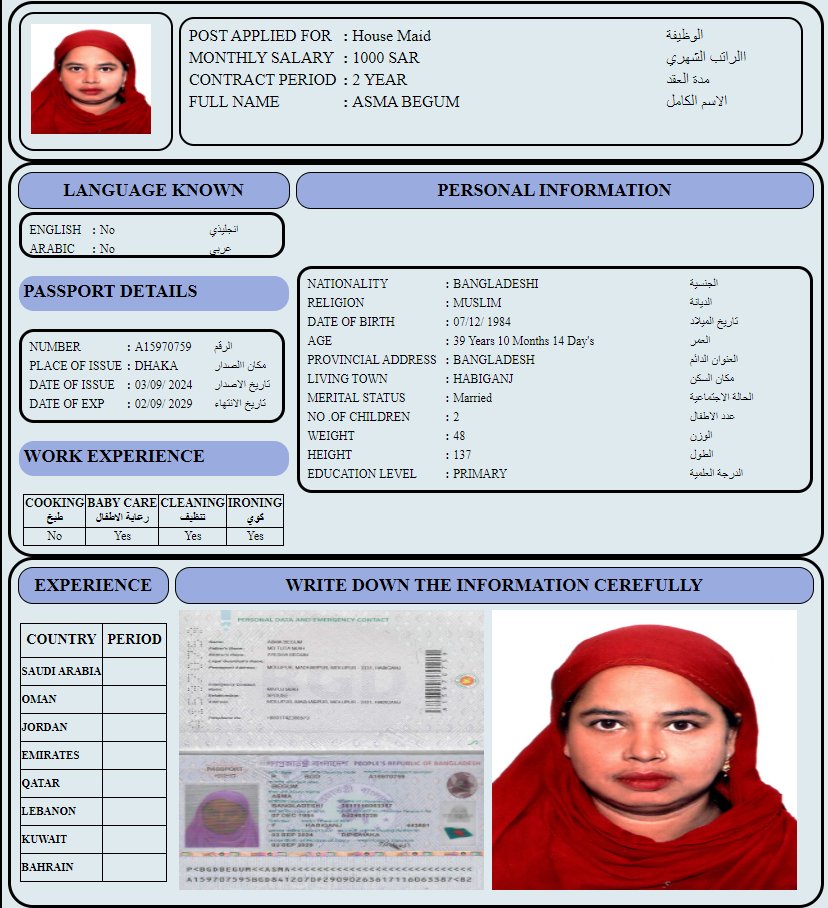 POST APPLIED FOR : House Maid الوظيفة
MONTHLY SALARY : 1000 SAR االراتب الشهري
CONTRACT PERIOD : 2 YEAR مدة العقد
FULL NAME : ASMA BEGUM الاسم الكامل
LANGUAGE KNOWN
ENGLISH : No انجليذي
ARABIC : No عربي
PASSPORT DETAILS
NUMBER : A15970759 الرقم
PLACE OF ISSUE : DHAKA مكان االصدار
DATE OF ISSUE : 03/09/ 2024 تاريخ الاصدار
DATE OF EXP : 02/09/ 2029 تاريخ الانتهاء
WORK EXPERIENCE
COOKING BABY CARE CLEANING IRONING
طبخ رعاية الاطفال تنظيف كوي
No Yes Yes Yes
PERSONAL INFORMATION
NATIONALITY : BANGLADESHI الجنسية
RELIGION : MUSLIM الديانة
DATE OF BIRTH : 07/12/ 1984 تاريخ الميلاد
AGE : 39 Years 10 Months 14 Day's العمر
PROVINCIAL ADDRESS : BANGLADESH العنوان الدائم
LIVING TOWN : HABIGANJ مكان السكن
MERITAL STATUS : Married الحالة الاجتماعية
NO .OF CHILDREN : 2 عدد الاطفال
WEIGHT : 48 الوزن
HEIGHT : 137 الطول
EDUCATION LEVEL : PRIMARY الدرجة العلمية
EXPERIENCE
COUNTRY PERIOD
SAUDI ARABIA
OMAN
JORDAN
EMIRATES
QATAR
LEBANON
KUWAIT
BAHRAIN
WRITE DOWN THE INFORMATION CEREFULLY
PERSONAL DATA AND EMERGENCY CONTACT
PASSPORT
PEOPLE'S REPUBLIC OF BANGLADESH
BGD A15970759
BEGUM
ASMA
BANGLADESHI
07 DEC 1984
HABIGANJ
03 SEP 2024
02 SEP 2029